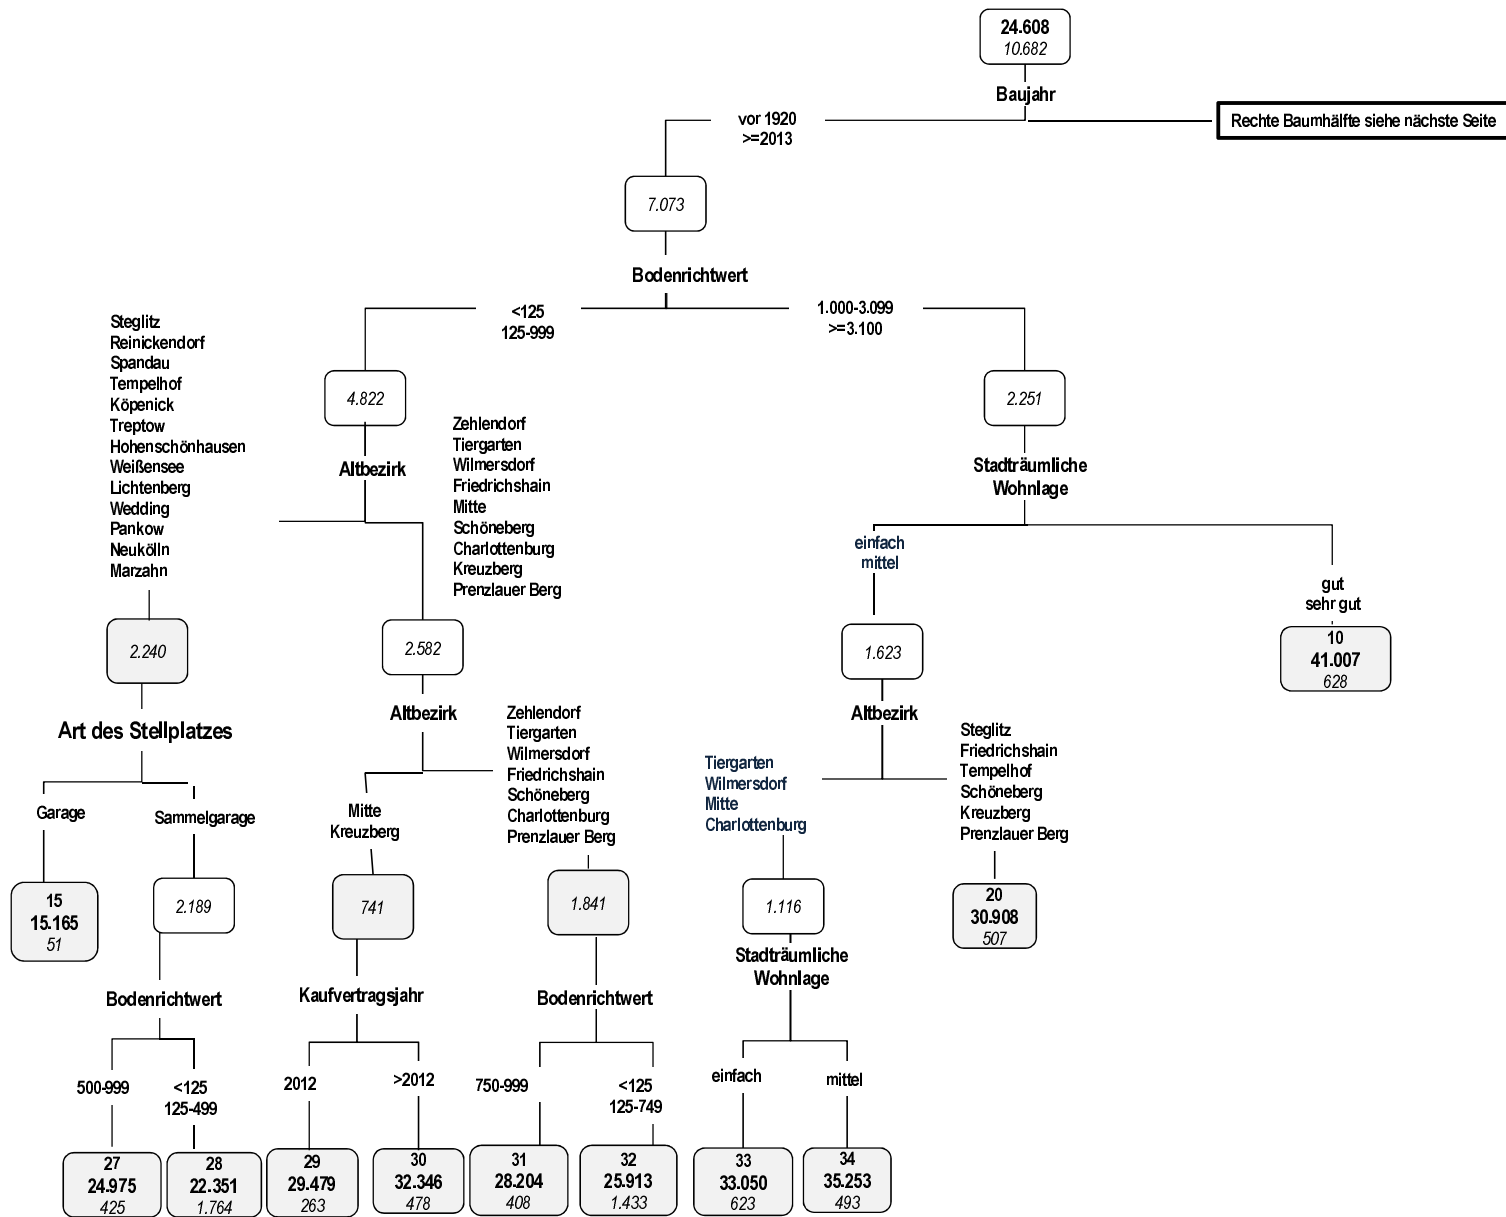 24.608
10.682
Baujahr
vor 1920
>=2013
Rechte Baumhälfte siehe nächste Seite
7.073
Bodenrichtwert
<125
125-999
1.000-3.099
>=3.100
Steglitz
Reinickendorf
Spandau
Tempelhof
Köpenick
Treptow
Hohenschönhausen
Weißensee
Lichtenberg
Wedding
Pankow
Neukölln
Marzahn
4.822
2.251
Altbezirk
Zehlendorf
Tiergarten
Wilmersdorf
Friedrichshain
Mitte
Schöneberg
Charlottenburg
Kreuzberg
Prenzlauer Berg
Stadträumliche
Wohnlage
einfach
mittel
gut
sehr gut
2.240
2.582
1.623
10
41.007
628
Art des Stellplatzes
Altbezirk
Altbezirk
Garage
Sammelgarage
Mitte
Kreuzberg
Zehlendorf
Tiergarten
Wilmersdorf
Friedrichshain
Schöneberg
Charlottenburg
Prenzlauer Berg
Tiergarten
Wilmersdorf
Mitte
Charlottenburg
Steglitz
Friedrichshain
Tempelhof
Schöneberg
Kreuzberg
Prenzlauer Berg
15
15.165
51
2.189
741
1.841
1.116
20
30.908
507
Bodenrichtwert
Kaufvertragsjahr
Bodenrichtwert
Stadträumliche
Wohnlage
500-999
<125
125-499
2012
>2012
750-999
<125
125-749
einfach
mittel
27
24.975
425
28
22.351
1.764
29
29.479
263
30
32.346
478
31
28.204
408
32
25.913
1.433
33
33.050
623
34
35.253
493